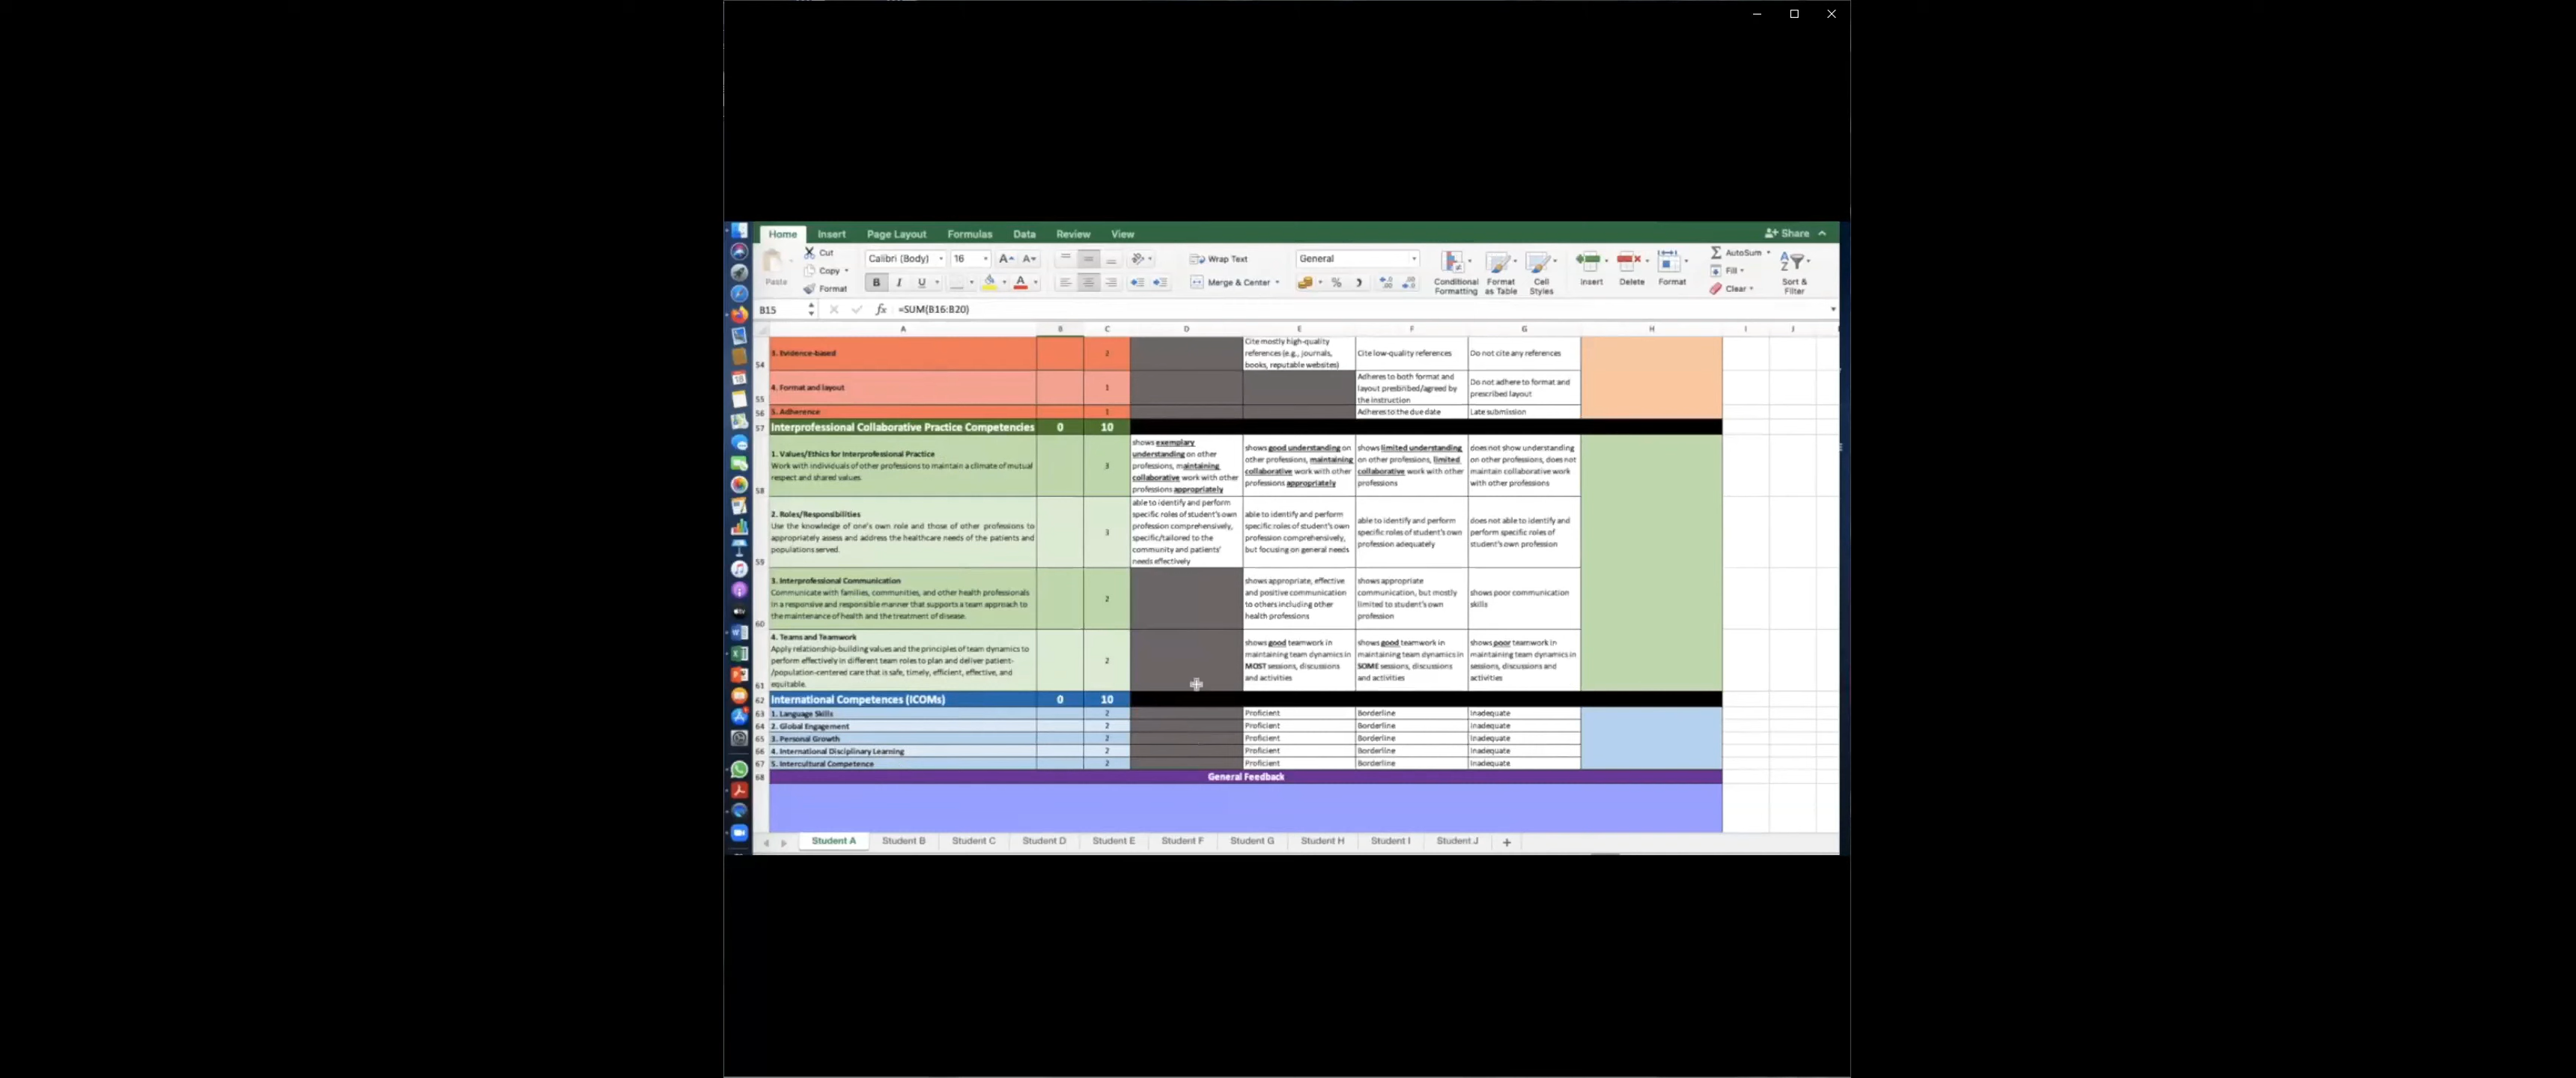 Home Insert Page Layout Formulas Data Review View Share
Paste
Cut
Copy
Format
Calibri (Body) 16 A A
B I U A
Wrap Text
Merge & Center
General
%
Conditional Formatting
Format as Table
Cell Styles
Insert Delete Format
AutoSum
Fill
Clear
Sort & Filter
B15 fx =SUM(B16:B20)
A B C D E F G H I J
54 3. Evidence-based 2
Cite mostly high-quality
references (e.g., journals,
books, reputable websites)
Cite low-quality references
Do not cite any references
55 4. Format and layout 1
Adheres to both format and
layout presbribed/agreed by
the instruction
Do not adhere to format and
prescribed layout
56 5. Adherence 1 Adheres to the due date Late submission
57 Interprofessional Collaborative Practice Competencies 0 10
58 1. Values/Ethics for Interprofessional Practice
Work with individuals of other professions to maintain a climate of mutual
respect and shared values.
3
shows exemplary
understanding on other
professions, maintaining
collaborative work with other
professions appropriately
shows good understanding on
other professions, maintaining
collaborative work with other
professions appropriately
shows limited understanding
on other professions, limited
collaborative work with other
professions
does not show understanding
on other professions, does not
maintain collaborative work
with other professions
59 2. Roles/Responsibilities
Use the knowledge of one's own role and those of other professions to
appropriately assess and address the healthcare needs of the patients and
populations served.
3
able to identify and perform
specific roles of student's own
profession comprehensively,
specific/tailored to the
community and patients'
needs effectively
able to identify and perform
specific roles of student's own
profession comprehensively,
but focusing on general needs
able to identify and perform
specific roles of student's own
profession adequately
does not able to identify and
perform specific roles of
student's own profession
60 3. Interprofessional Communication
Communicate with families, communities, and other health professionals
in a responsive and responsible manner that supports a team approach to
the maintenance of health and the treatment of disease.
2
shows appropriate, effective
and positive communication
to others including other
health professions
shows appropriate
communication, but mostly
limited to student's own
profession
shows poor communication
skills
61 4. Teams and Teamwork
Apply relationship-building values and the principles of team dynamics to
perform effectively in different team roles to plan and deliver patient-
/population-centered care that is safe, timely, efficient, effective, and
equitable.
2
shows good teamwork in
maintaining team dynamics in
MOST sessions, discussions
and activities
shows good teamwork in
maintaining team dynamics in
SOME sessions, discussions
and activities
shows poor teamwork in
maintaining team dynamics in
sessions, discussions and
activities
62 International Competences (ICOMs) 0 10
63 1. Language Skills 2 Proficient Borderline Inadequate
64 2. Global Engagement 2 Proficient Borderline Inadequate
65 3. Personal Growth 2 Proficient Borderline Inadequate
66 4. International Disciplinary Learning 2 Proficient Borderline Inadequate
67 5. Intercultural Competence 2 Proficient Borderline Inadequate
68 General Feedback
Student A Student B Student C Student D Student E Student F Student G Student H Student I Student J +